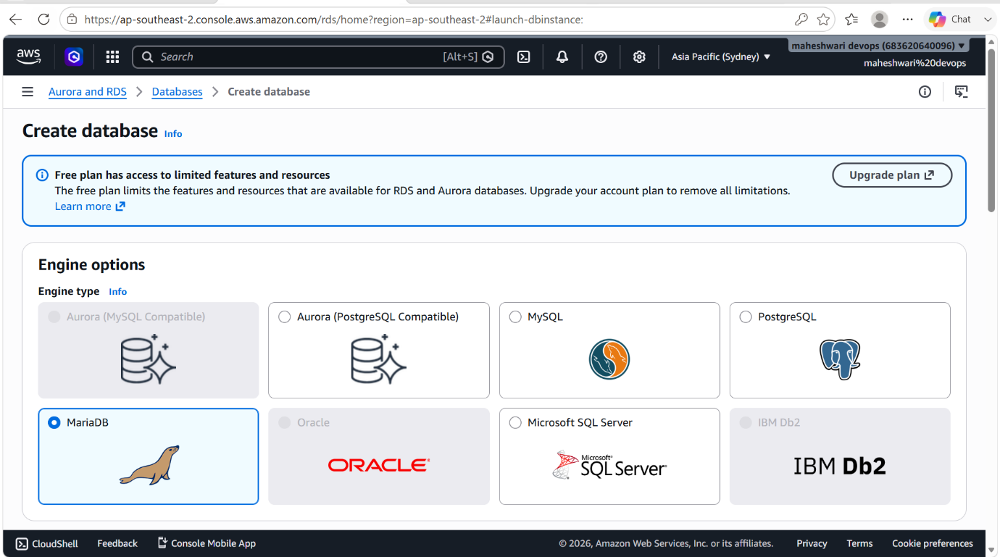 https://ap-southeast-2.console.aws.amazon.com/rds/home?region=ap-southeast-2#launch-dbinstance:
Chat
aws
Search
[Alt+S]
Asia Pacific (Sydney)
maheshwari devops (683620640096)
maheshwari%20devops
Aurora and RDS
Databases
Create database
Create database Info
Free plan has access to limited features and resources
The free plan limits the features and resources that are available for RDS and Aurora databases. Upgrade your account plan to remove all limitations.
Learn more
Upgrade plan
Engine options
Engine type Info
Aurora (MySQL Compatible)
Aurora (PostgreSQL Compatible)
MySQL
PostgreSQL
MariaDB
Oracle
ORACLE®
Microsoft SQL Server
Microsoft®
SQL Server®
IBM Db2
IBM Db2
CloudShell
Feedback
Console Mobile App
© 2026, Amazon Web Services, Inc. or its affiliates.
Privacy
Terms
Cookie preferences